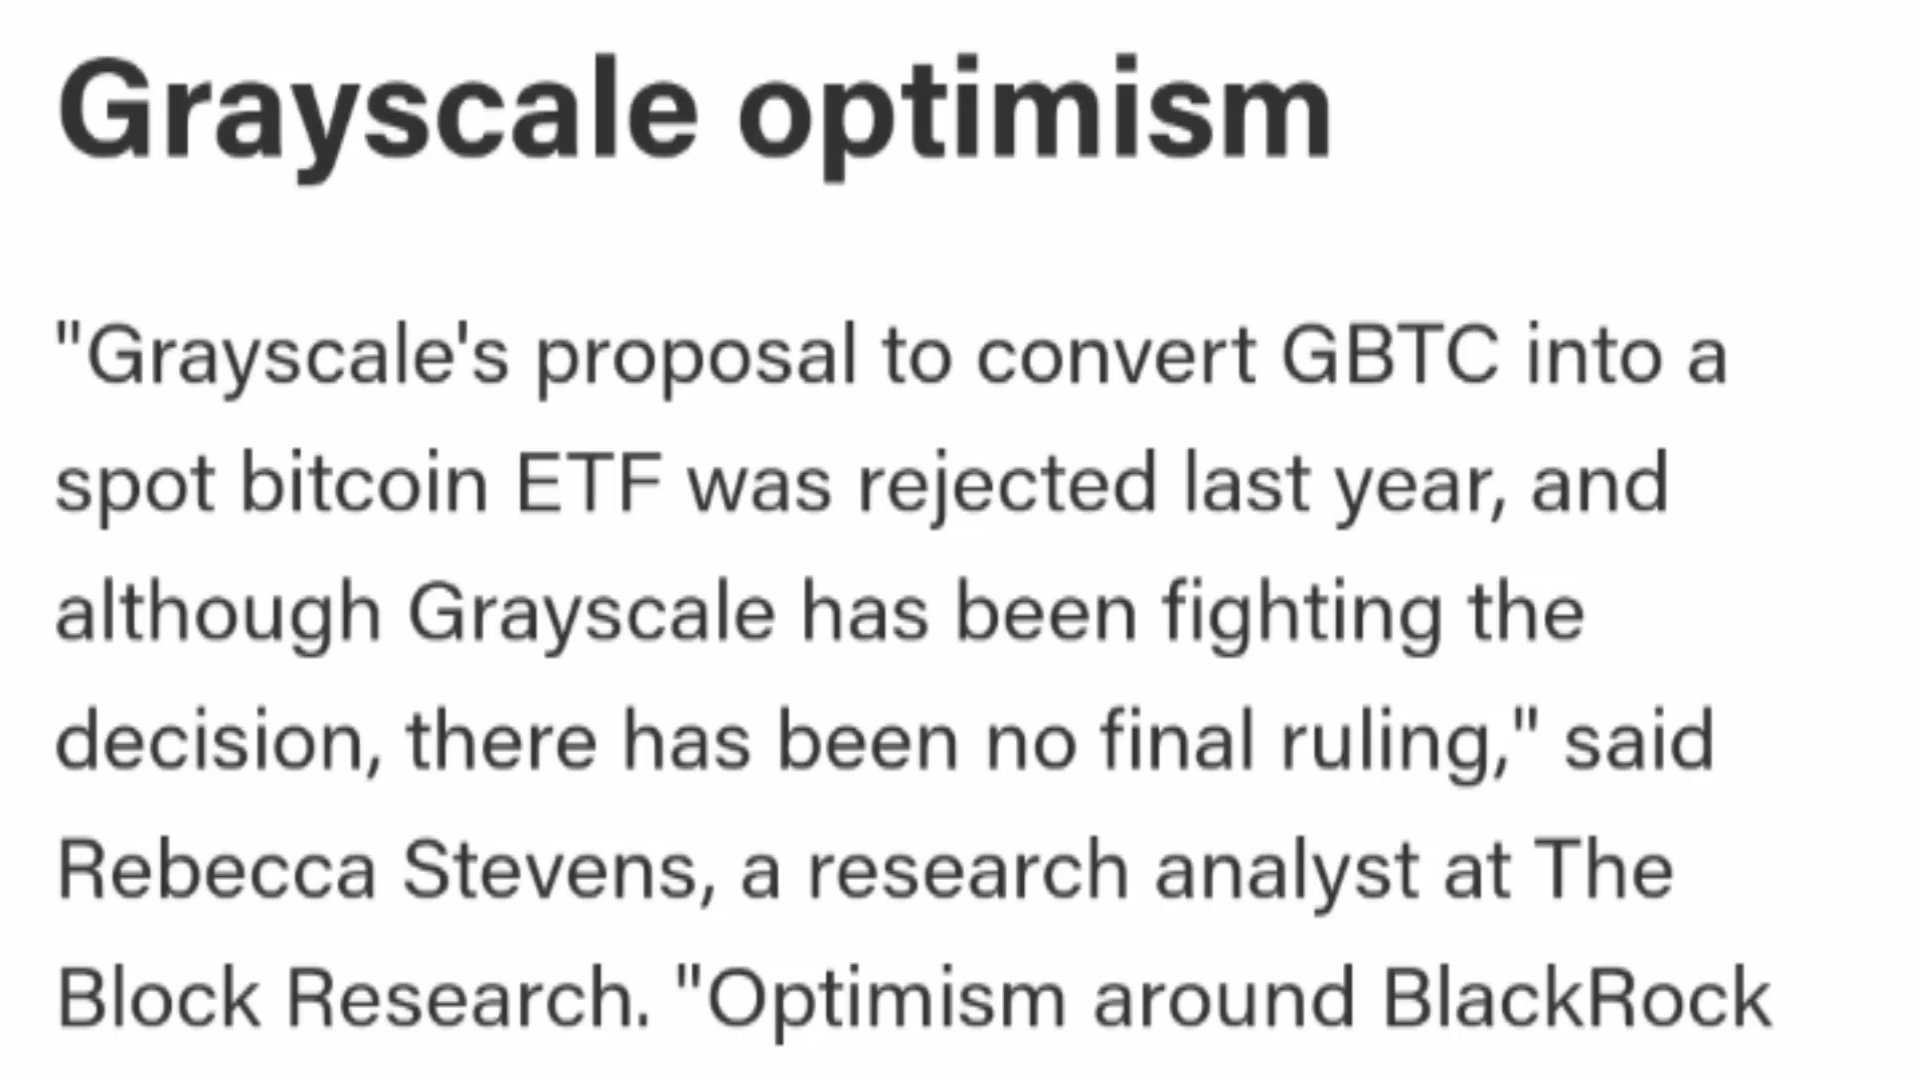 Grayscale optimism
"Grayscale's proposal to convert GBTC into a
spot bitcoin ETF was rejected last year, and
although Grayscale has been fighting the
decision, there has been no final ruling," said
Rebecca Stevens, a research analyst at The
Block Research. "Optimism around BlackRock